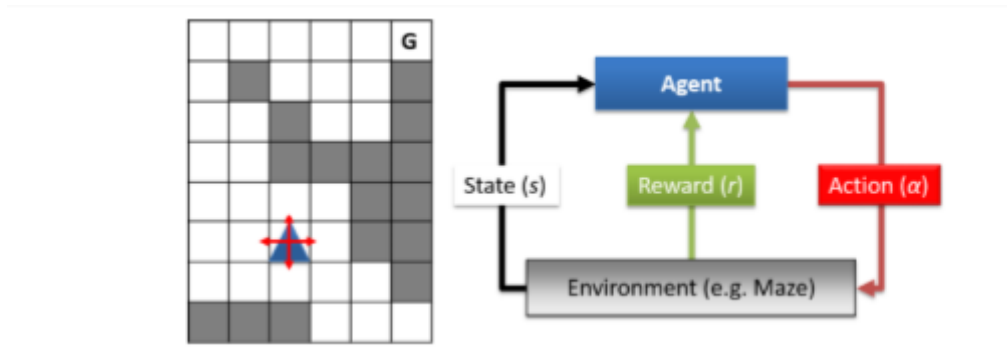 G
Agent
State (s)
Reward (r)
Action (α)
Environment (e.g. Maze)